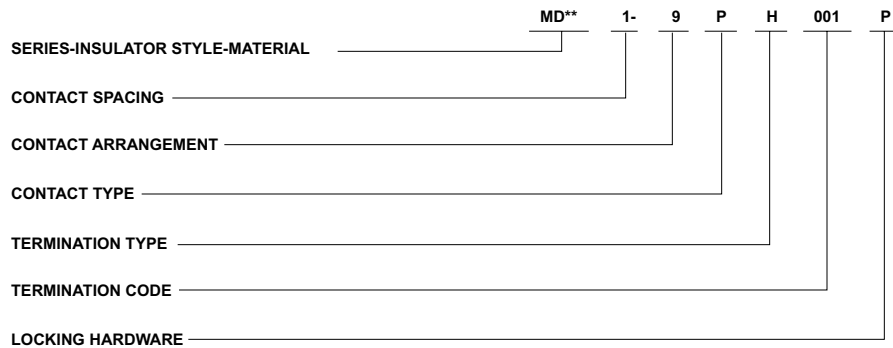 MD** 1- 9 P H 001 P
SERIES-INSULATOR STYLE-MATERIAL
CONTACT SPACING
CONTACT ARRANGEMENT
CONTACT TYPE
TERMINATION TYPE
TERMINATION CODE
LOCKING HARDWARE